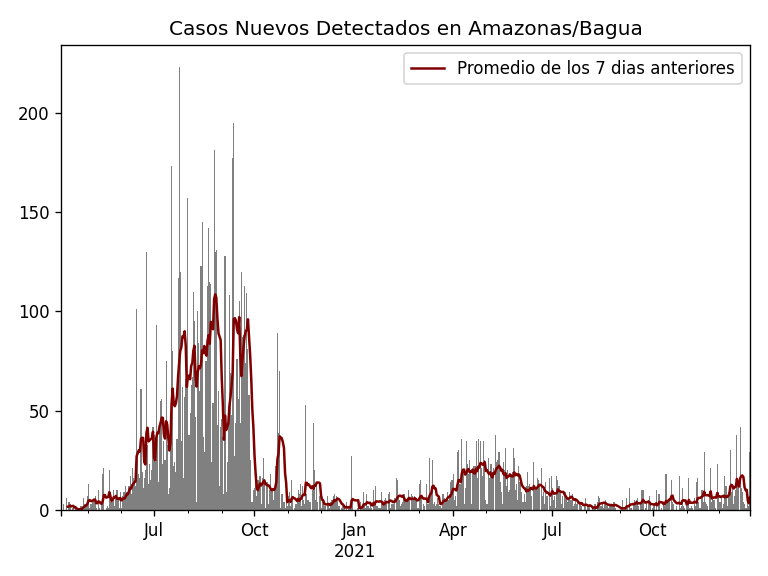 Casos Nuevos Detectados en Amazonas/Bagua
Promedio de los 7 dias anteriores
200
150
100
50
0
Jul Oct Jan Apr Jul Oct
2021